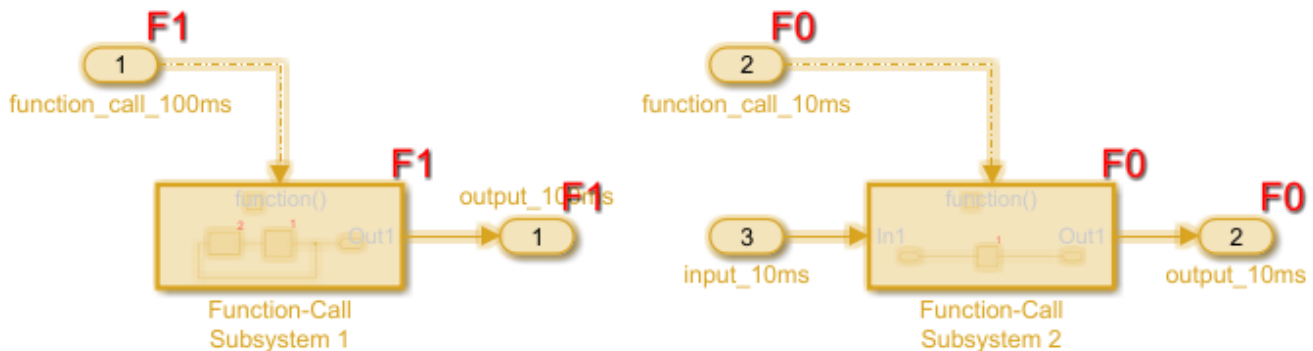 F1
1
function_call_100ms
F1
function()
2
1
Out1
output_100ms
F1
1
Function-Call
Subsystem 1
F0
2
function_call_10ms
F0
function()
3
input_10ms
In1
1
Out1
F0
2
output_10ms
Function-Call
Subsystem 2